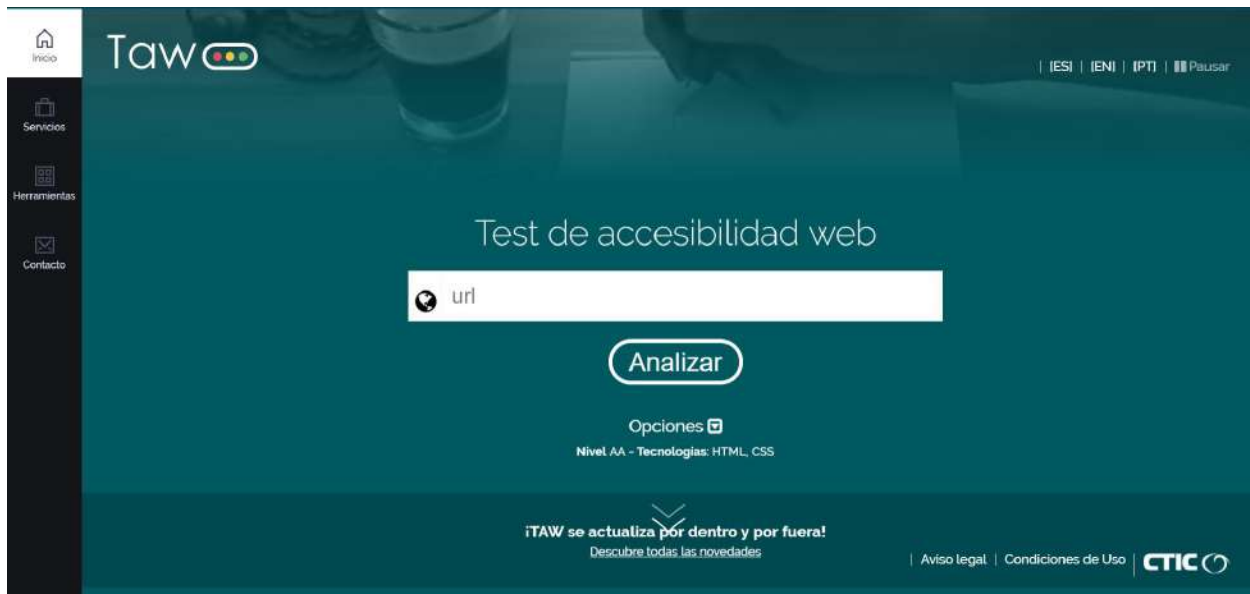 Inicio
Taw
| [ES] | [EN] | [PT] | Pausar
Servicios
Herramientas
Contacto
Test de accesibilidad web
url
Analizar
Opciones
Nivel AA - Tecnologías: HTML, CSS
¡TAW se actualiza por dentro y por fuera!
Descubre todas las novedades
| Aviso legal | Condiciones de Uso | CTIC